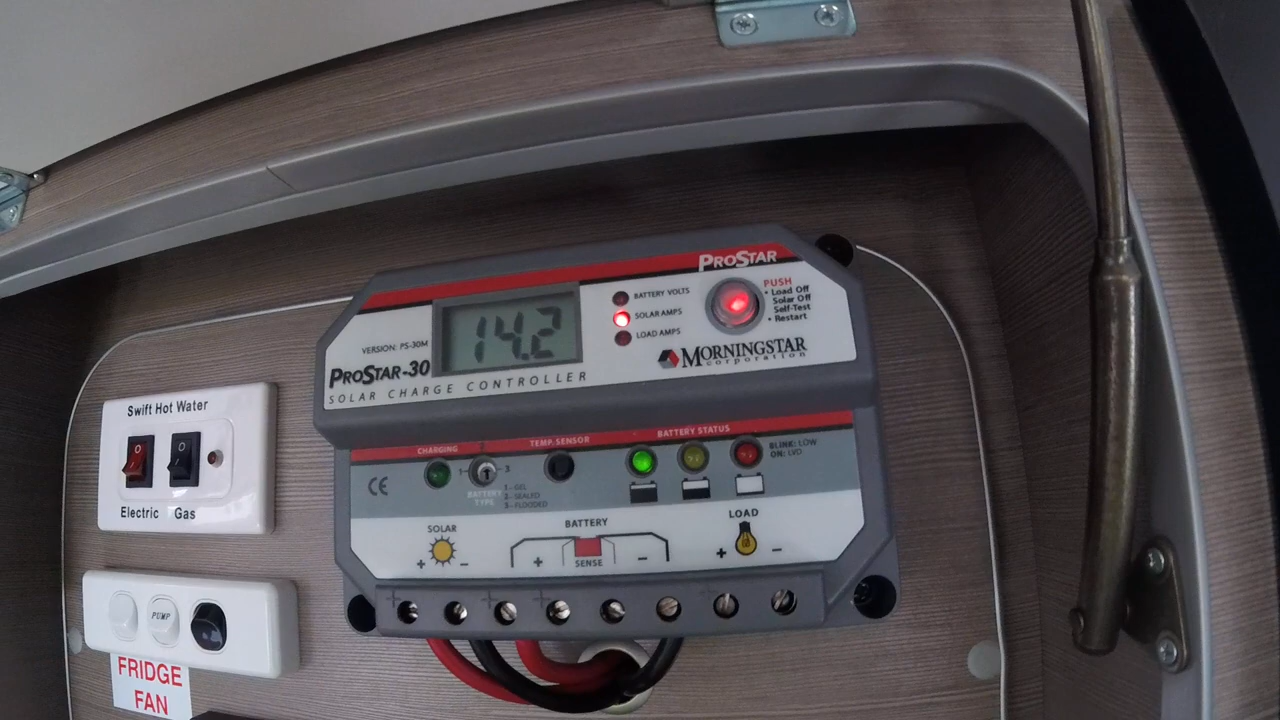 PROSTAR
BATTERY VOLTS
SOLAR AMPS
LOAD AMPS
PUSH
• Load Off
Solar Off
Self-Test
• Restart
14.2
VERSION: PS-30M
PROSTAR-30
SOLAR CHARGE CONTROLLER
MORNINGSTAR
corporation
CHARGING
TEMP. SENSOR
BATTERY STATUS
BLINK: LOW
ON: LVD
2
1
3
BATTERY
TYPE
1 - GEL
2 - SEALED
3 - FLOODED
CE
SOLAR
+ −
BATTERY
+ −
SENSE
LOAD
+ −
Swift Hot Water
Electric Gas
PUMP
FRIDGE
FAN